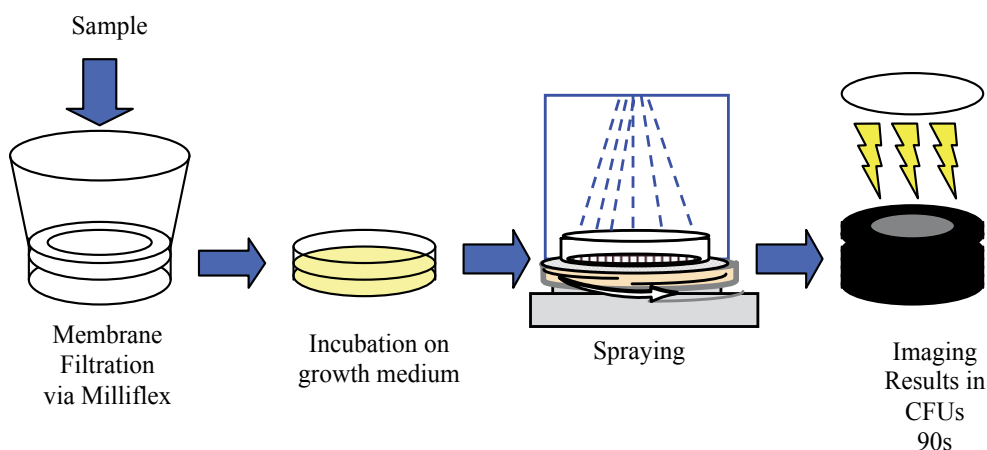 Sample
Membrane
Filtration
via Milliflex
Incubation on
growth medium
Spraying
Imaging
Results in
CFUs
90s